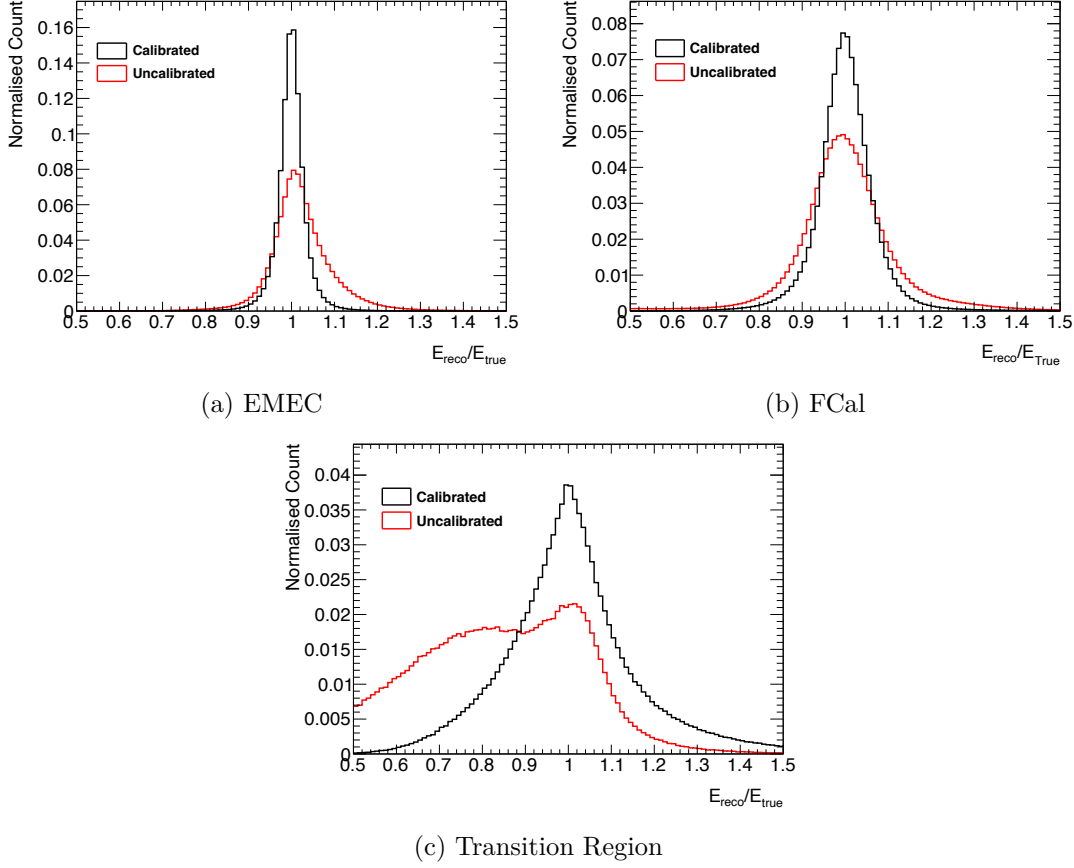 Normalised Count
0.16
0.14
0.12
0.1
0.08
0.06
0.04
0.02
0
Calibrated
Uncalibrated
0.5 0.6 0.7 0.8 0.9 1 1.1 1.2 1.3 1.4 1.5
E_reco/E_true
(a) EMEC
Normalised Count
0.08
0.07
0.06
0.05
0.04
0.03
0.02
0.01
0
Calibrated
Uncalibrated
0.5 0.6 0.7 0.8 0.9 1 1.1 1.2 1.3 1.4 1.5
E_reco/E_True
(b) FCal
Normalised Count
0.04
0.035
0.03
0.025
0.02
0.015
0.01
0.005
0
Calibrated
Uncalibrated
0.5 0.6 0.7 0.8 0.9 1 1.1 1.2 1.3 1.4 1.5
E_reco/E_true
(c) Transition Region